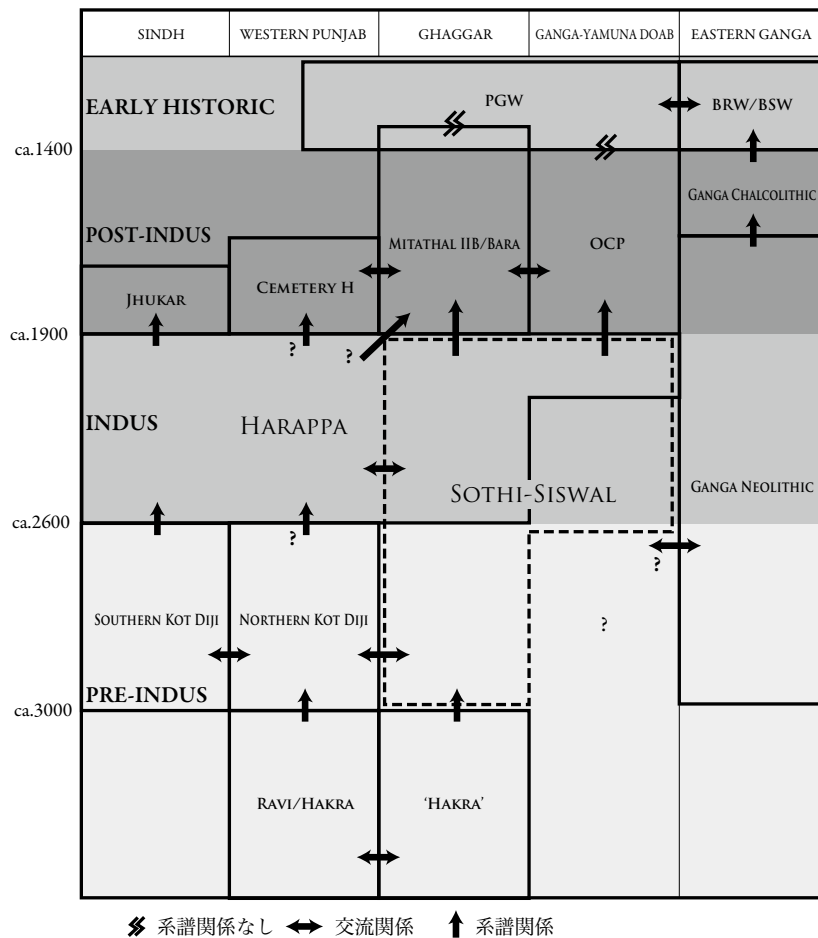 SINDH WESTERN PUNJAB GHAGGAR GANGA-YAMUNA DOAB EASTERN GANGA
PGW
EARLY HISTORIC
BRW/BSW
ca.1400
GANGA CHALCOLITHIC
POST-INDUS
MITATHAL IIB/BARA
OCP
CEMETERY H
JHUKAR
ca.1900
? ?
INDUS
HARAPPA
SOTHI-SISWAL
GANGA NEOLITHIC
ca.2600
?
?
SOUTHERN KOT DIJI
NORTHERN KOT DIJI
?
PRE-INDUS
ca.3000
RAVI/HAKRA
‘HAKRA’
系譜関係なし 交流関係 系譜関係